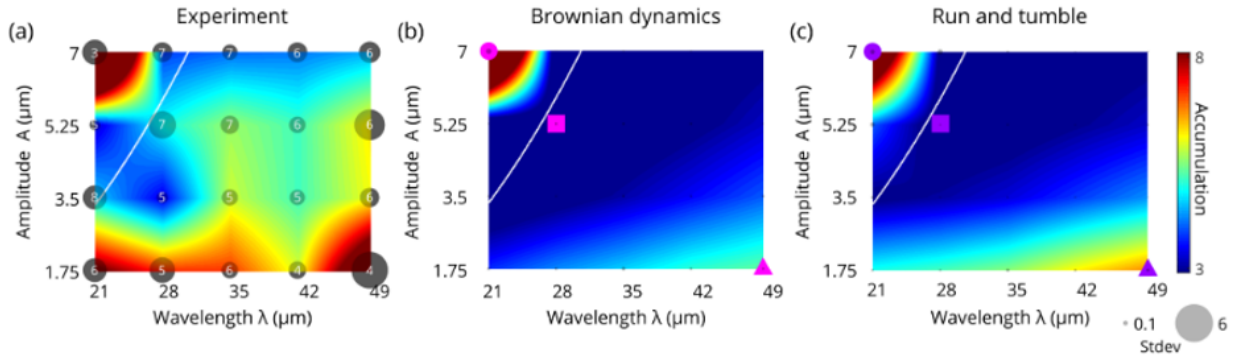 Experiment
Brownian dynamics
Run and tumble
(a)
7
5.25
3.5
1.75
Amplitude A (μm)
3 7 7 6 6
7 7 6 6
8 5 5 5 6
6 5 6 4 4
21 28 35 42 49
Wavelength λ (μm)
(b)
7
5.25
3.5
1.75
Amplitude A (μm)
21 28 35 42 49
Wavelength λ (μm)
(c)
7
5.25
3.5
1.75
Amplitude A (μm)
21 28 35 42 49
Wavelength λ (μm)
8
Accumulation
3
0.1 6
Stdev